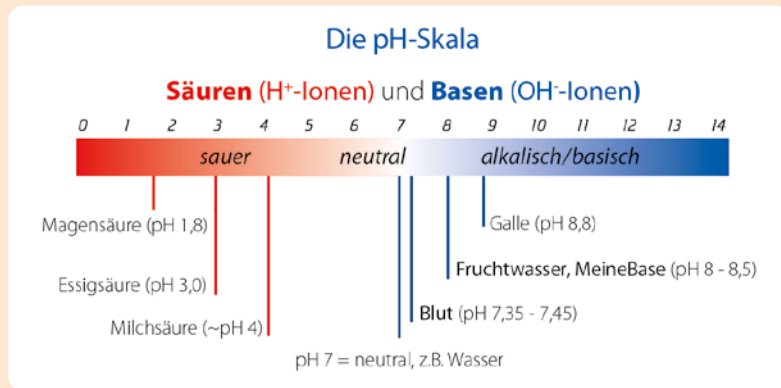 Die pH-Skala
Säuren (H⁺-Ionen) und Basen (OH⁻-Ionen)
0 1 2 3 4 5 6 7 8 9 10 11 12 13 14
sauer neutral alkalisch/basisch
Magensäure (pH 1,8)
Galle (pH 8,8)
Fruchtwasser, MeineBase (pH 8 - 8,5)
Essigsäure (pH 3,0)
Blut (pH 7,35 - 7,45)
Milchsäure (~pH 4)
pH 7 = neutral, z.B. Wasser